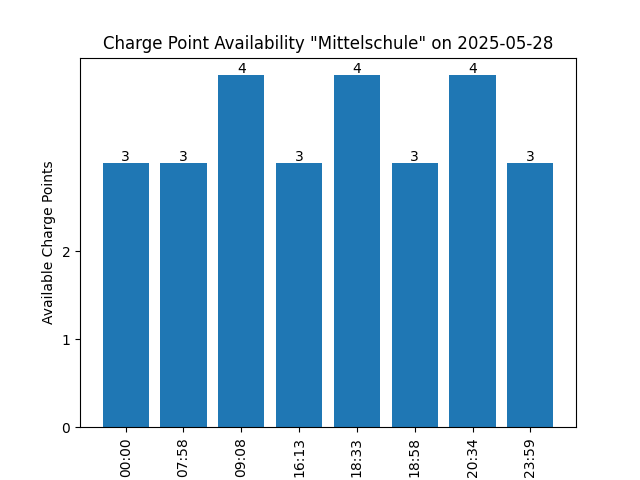 Charge Point Availability "Mittelschule" on 2025-05-28
4 4 4
3 3 3 3 3
Available Charge Points
2
1
0
00:00 07:58 09:08 16:13 18:33 18:58 20:34 23:59